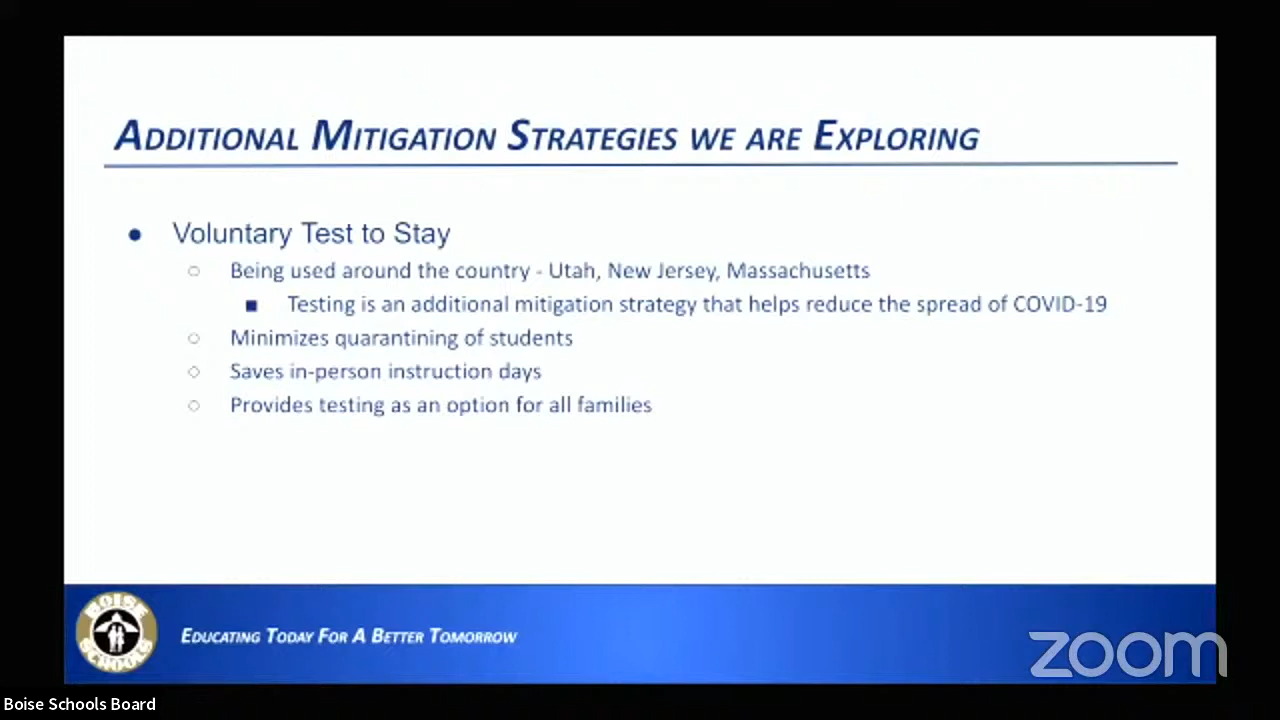 ADDITIONAL MITIGATION STRATEGIES WE ARE EXPLORING
● Voluntary Test to Stay
○ Being used around the country - Utah, New Jersey, Massachusetts
■ Testing is an additional mitigation strategy that helps reduce the spread of COVID-19
○ Minimizes quarantining of students
○ Saves in-person instruction days
○ Provides testing as an option for all families
BOISE
SCHOOLS
EDUCATING TODAY FOR A BETTER TOMORROW
zoom
Boise Schools Board